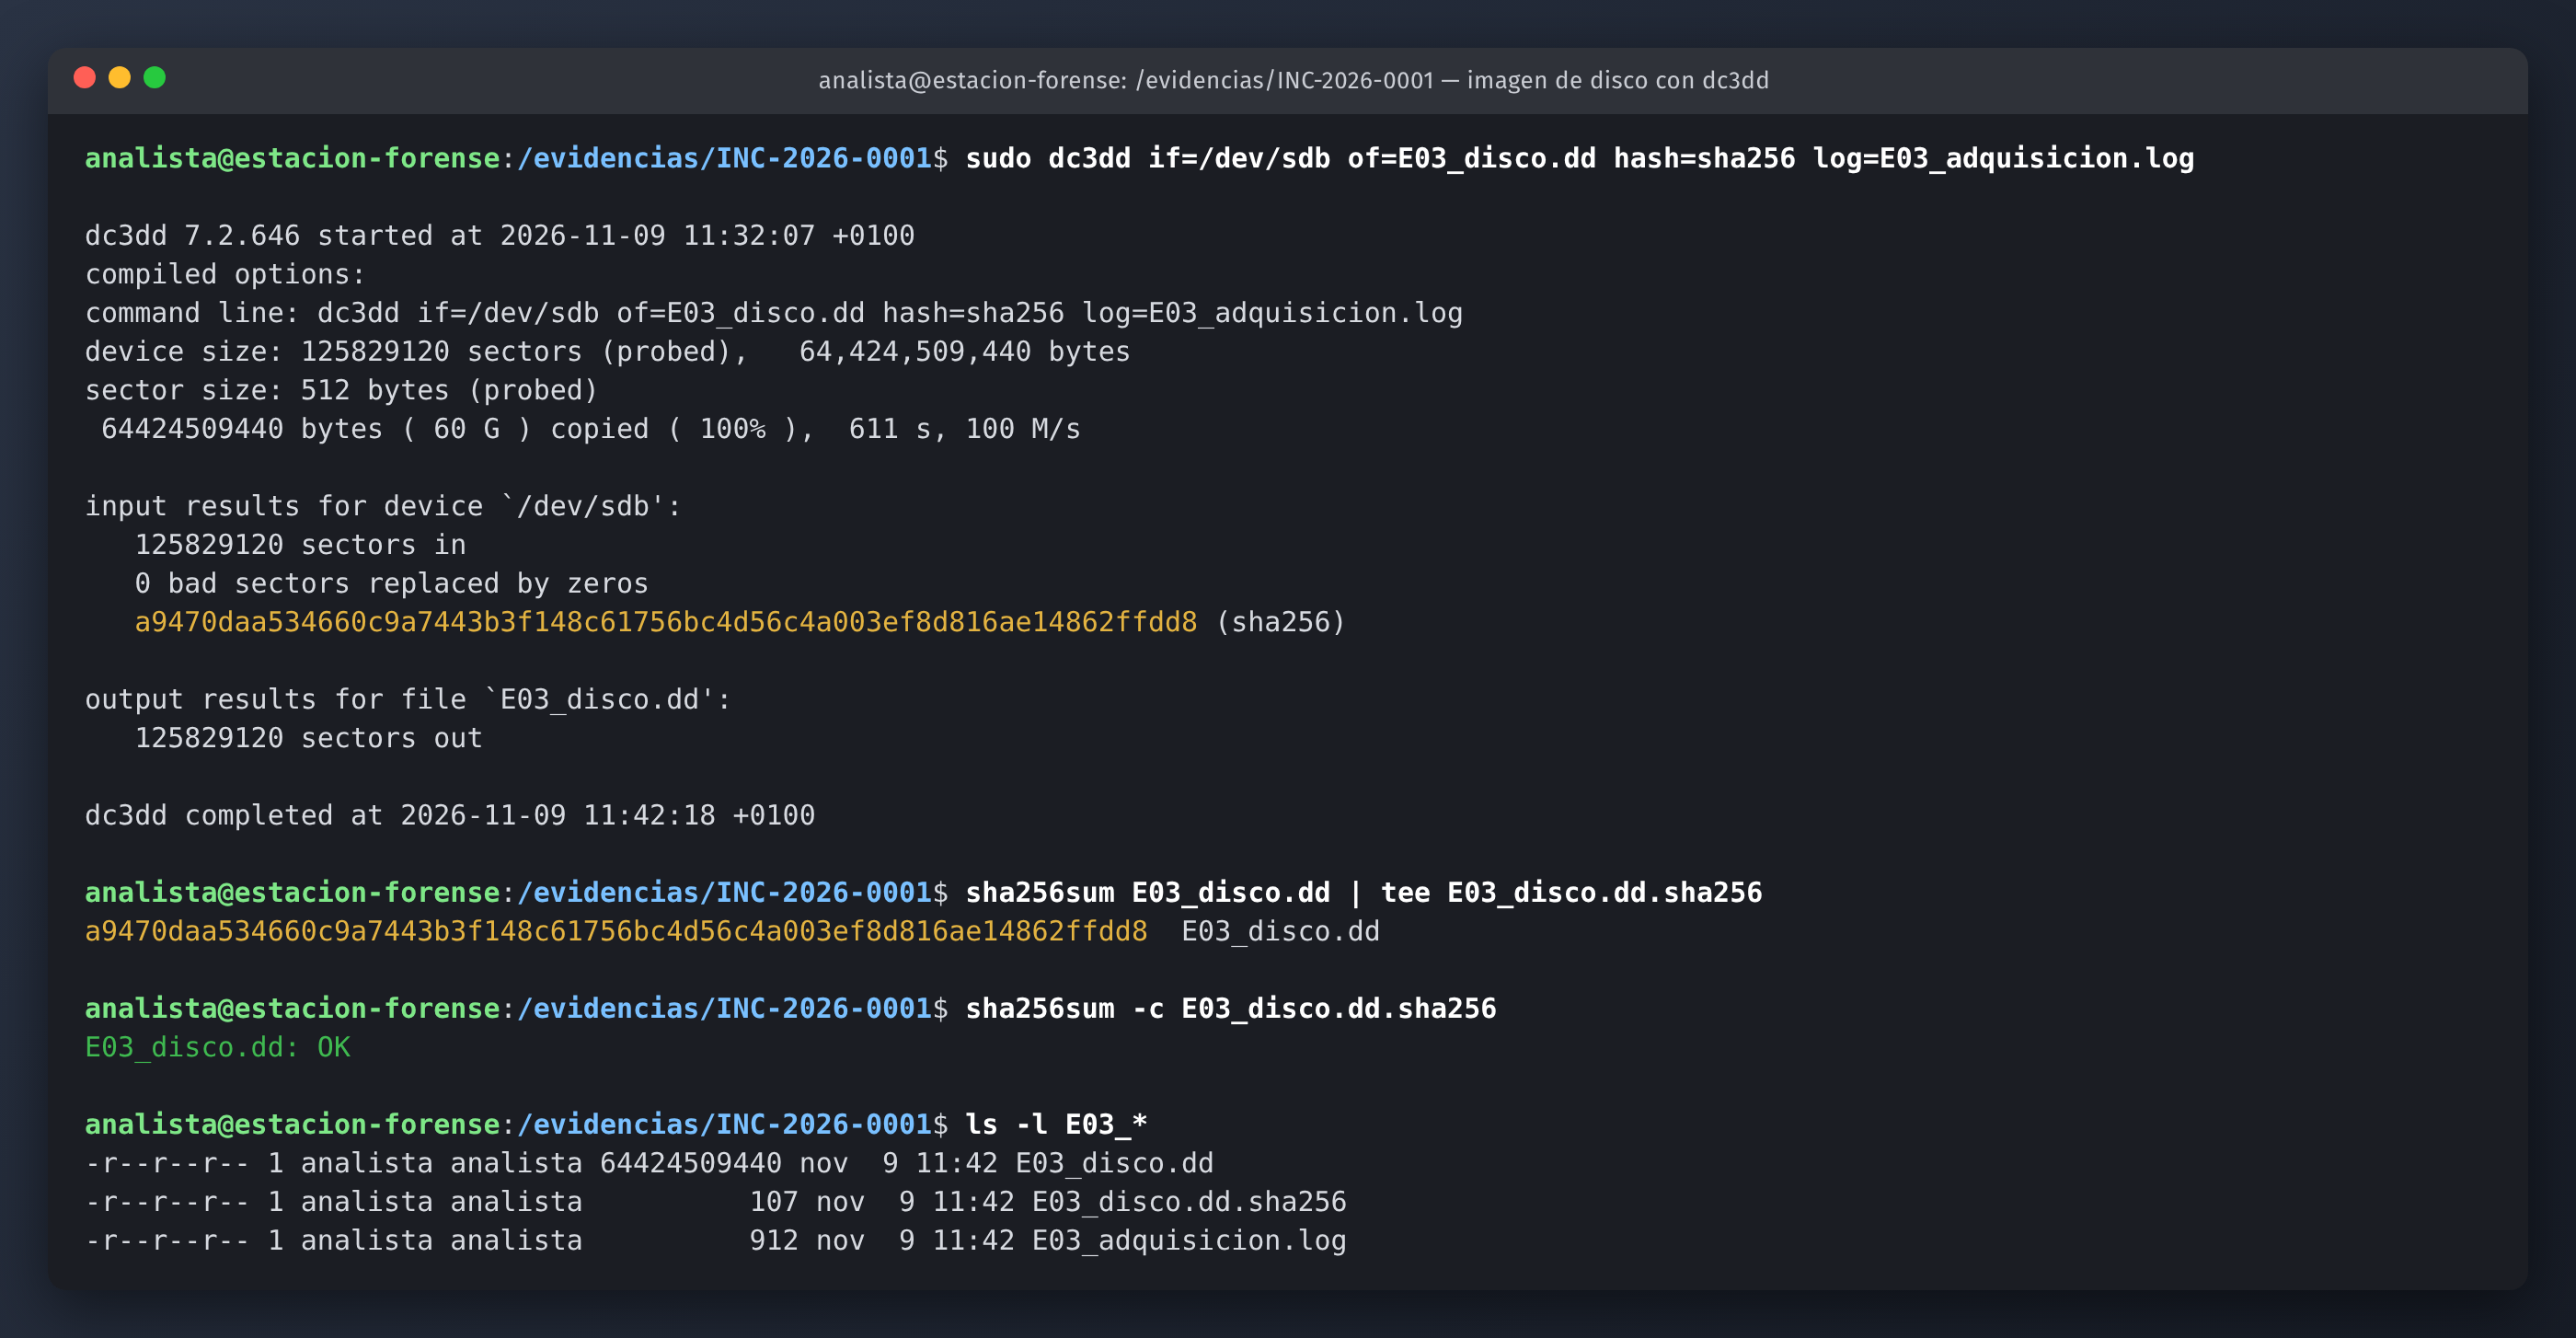 analista@estacion-forense: /evidencias/INC-2026-0001 — imagen de disco con dc3dd
analista@estacion-forense:/evidencias/INC-2026-0001$ sudo dc3dd if=/dev/sdb of=E03_disco.dd hash=sha256 log=E03_adquisicion.log
dc3dd 7.2.646 started at 2026-11-09 11:32:07 +0100
compiled options:
command line: dc3dd if=/dev/sdb of=E03_disco.dd hash=sha256 log=E03_adquisicion.log
device size: 125829120 sectors (probed),   64,424,509,440 bytes
sector size: 512 bytes (probed)
 64424509440 bytes ( 60 G ) copied ( 100% ),  611 s, 100 M/s
input results for device `/dev/sdb':
   125829120 sectors in
   0 bad sectors replaced by zeros
   a9470daa534660c9a7443b3f148c61756bc4d56c4a003ef8d816ae14862ffdd8 (sha256)
output results for file `E03_disco.dd':
   125829120 sectors out
dc3dd completed at 2026-11-09 11:42:18 +0100
analista@estacion-forense:/evidencias/INC-2026-0001$ sha256sum E03_disco.dd | tee E03_disco.dd.sha256
a9470daa534660c9a7443b3f148c61756bc4d56c4a003ef8d816ae14862ffdd8  E03_disco.dd
analista@estacion-forense:/evidencias/INC-2026-0001$ sha256sum -c E03_disco.dd.sha256
E03_disco.dd: OK
analista@estacion-forense:/evidencias/INC-2026-0001$ ls -l E03_*
-r--r--r-- 1 analista analista 64424509440 nov  9 11:42 E03_disco.dd
-r--r--r-- 1 analista analista          107 nov  9 11:42 E03_disco.dd.sha256
-r--r--r-- 1 analista analista          912 nov  9 11:42 E03_adquisicion.log